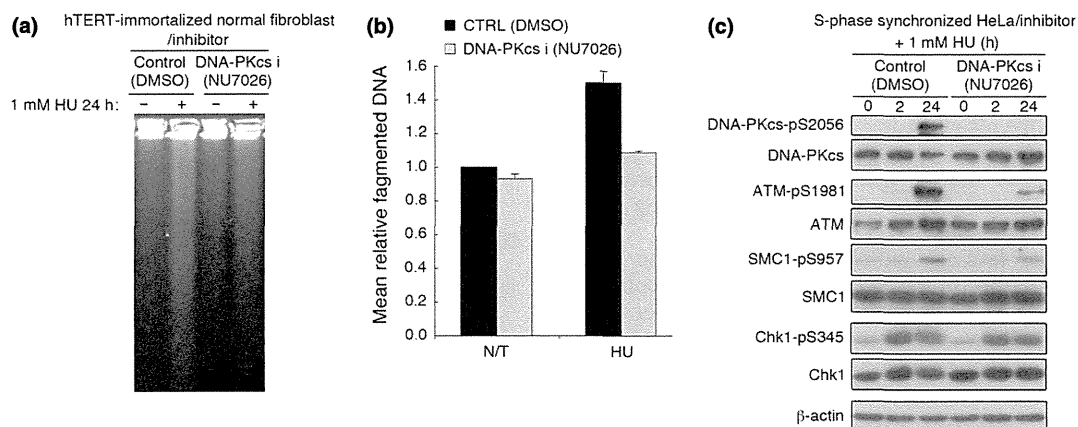 (a)
hTERT-immortalized normal fibroblast
/inhibitor
Control
(DMSO)
DNA-PKcs i
(NU7026)
1 mM HU 24 h:
– + – +
(b)
CTRL (DMSO)
DNA-PKcs i (NU7026)
Mean relative fagmented DNA
1.6
1.4
1.2
1.0
0.8
0.6
0.4
0.2
0.0
N/T
HU
(c)
S-phase synchronized HeLa/inhibitor
+ 1 mM HU (h)
Control
(DMSO)
DNA-PKcs i
(NU7026)
0 2 24 0 2 24
DNA-PKcs-pS2056
DNA-PKcs
ATM-pS1981
ATM
SMC1-pS957
SMC1
Chk1-pS345
Chk1
β-actin